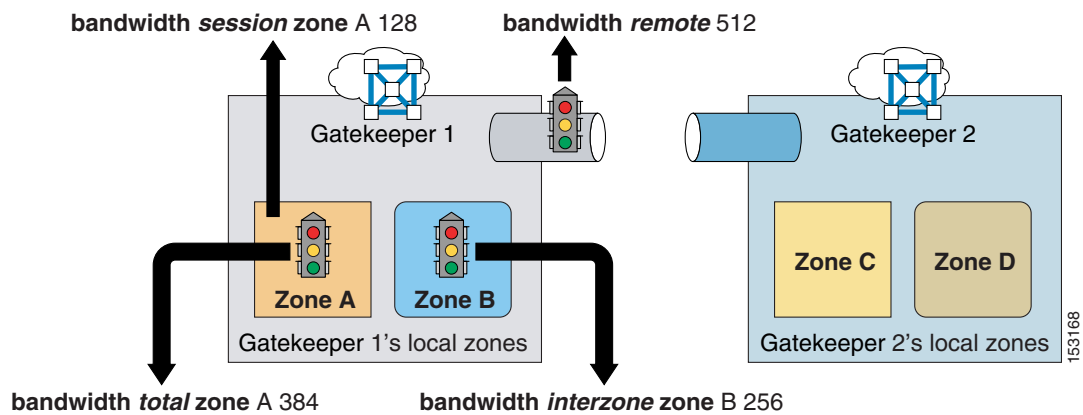 bandwidth session zone A 128
bandwidth remote 512
Gatekeeper 1
Gatekeeper 2
Zone A
Zone B
Zone C
Zone D
Gatekeeper 1's local zones
Gatekeeper 2's local zones
153168
bandwidth total zone A 384
bandwidth interzone zone B 256